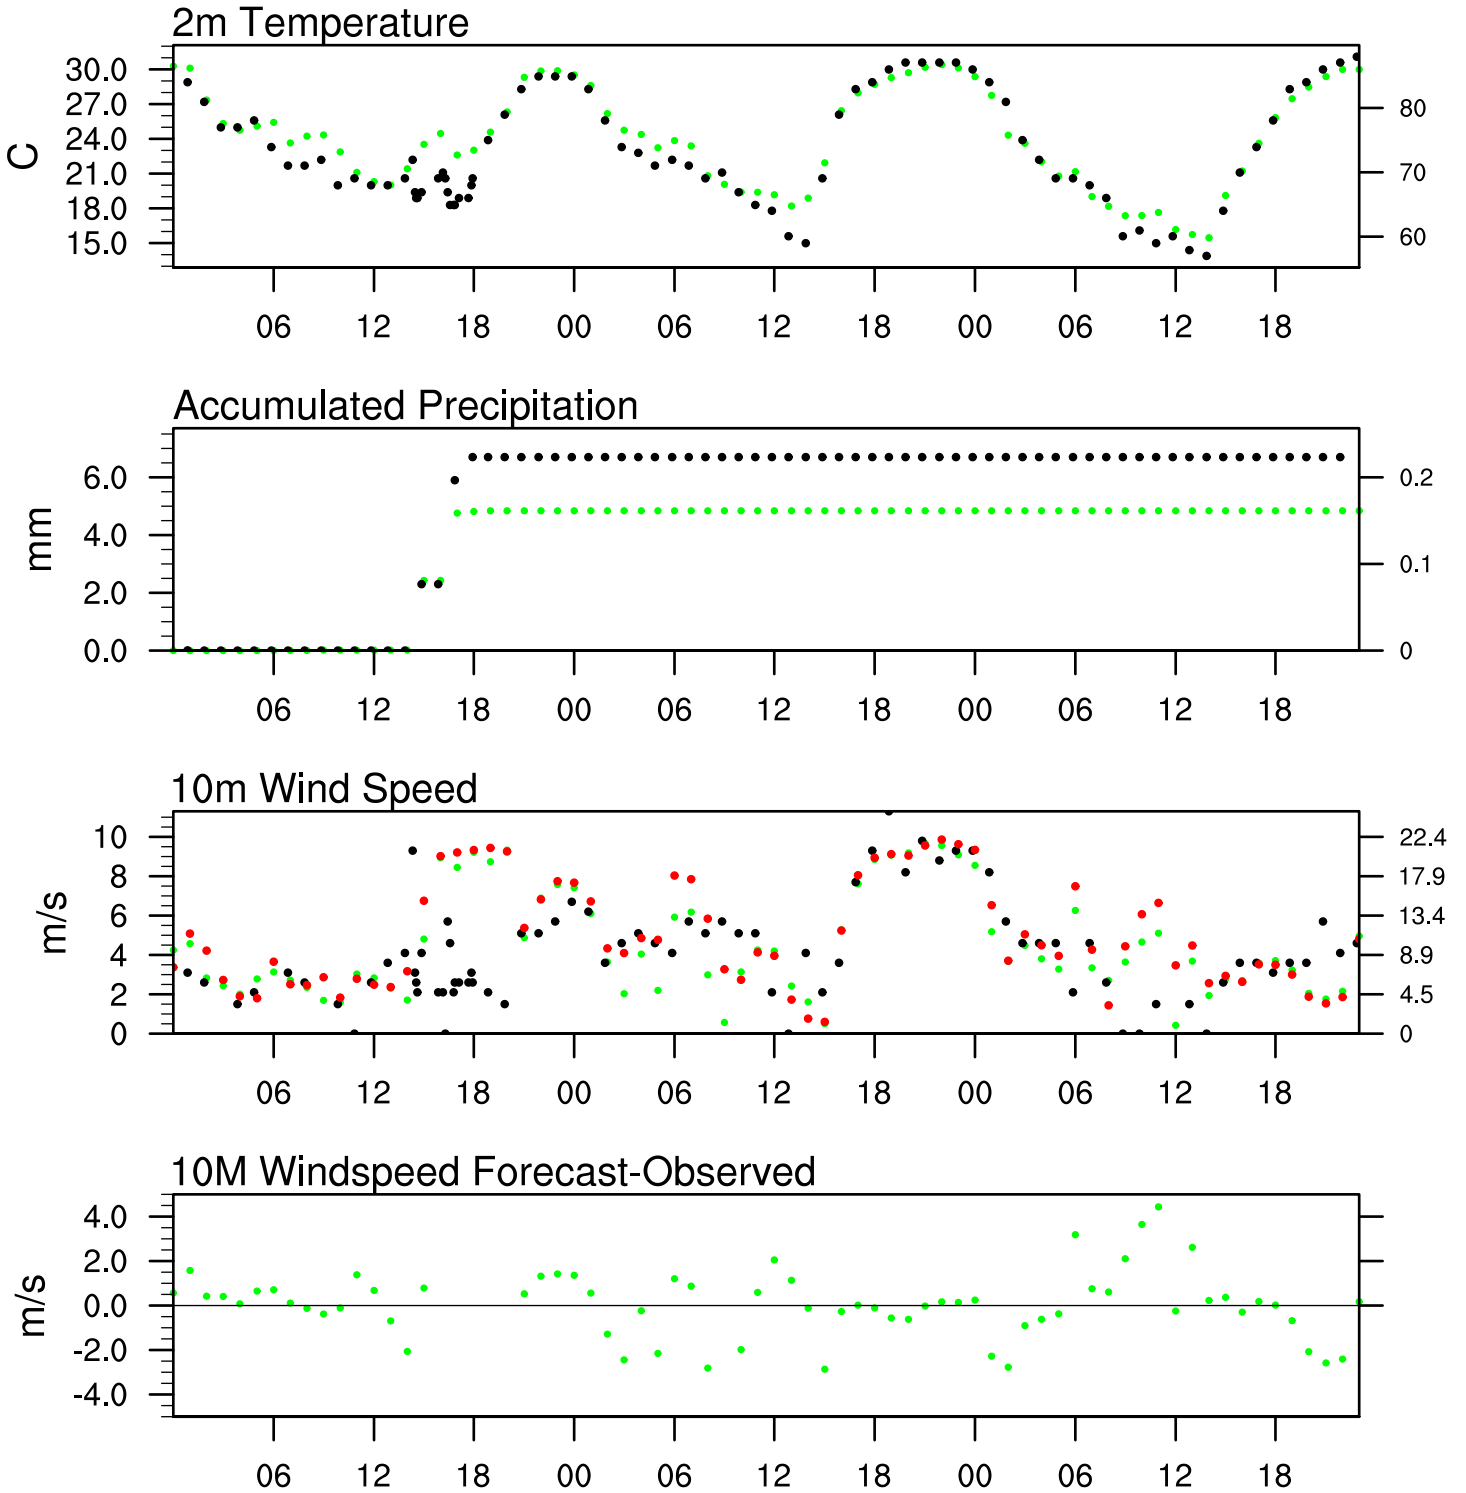 2m Temperature
C
30.0
27.0
24.0
21.0
18.0
15.0
80
70
60
06 12 18 00 06 12 18 00 06 12 18
Accumulated Precipitation
mm
6.0
4.0
2.0
0.0
0.2
0.1
0
06 12 18 00 06 12 18 00 06 12 18
10m Wind Speed
m/s
10
8
6
4
2
0
22.4
17.9
13.4
8.9
4.5
0
06 12 18 00 06 12 18 00 06 12 18
10M Windspeed Forecast-Observed
m/s
4.0
2.0
0.0
-2.0
-4.0
06 12 18 00 06 12 18 00 06 12 18